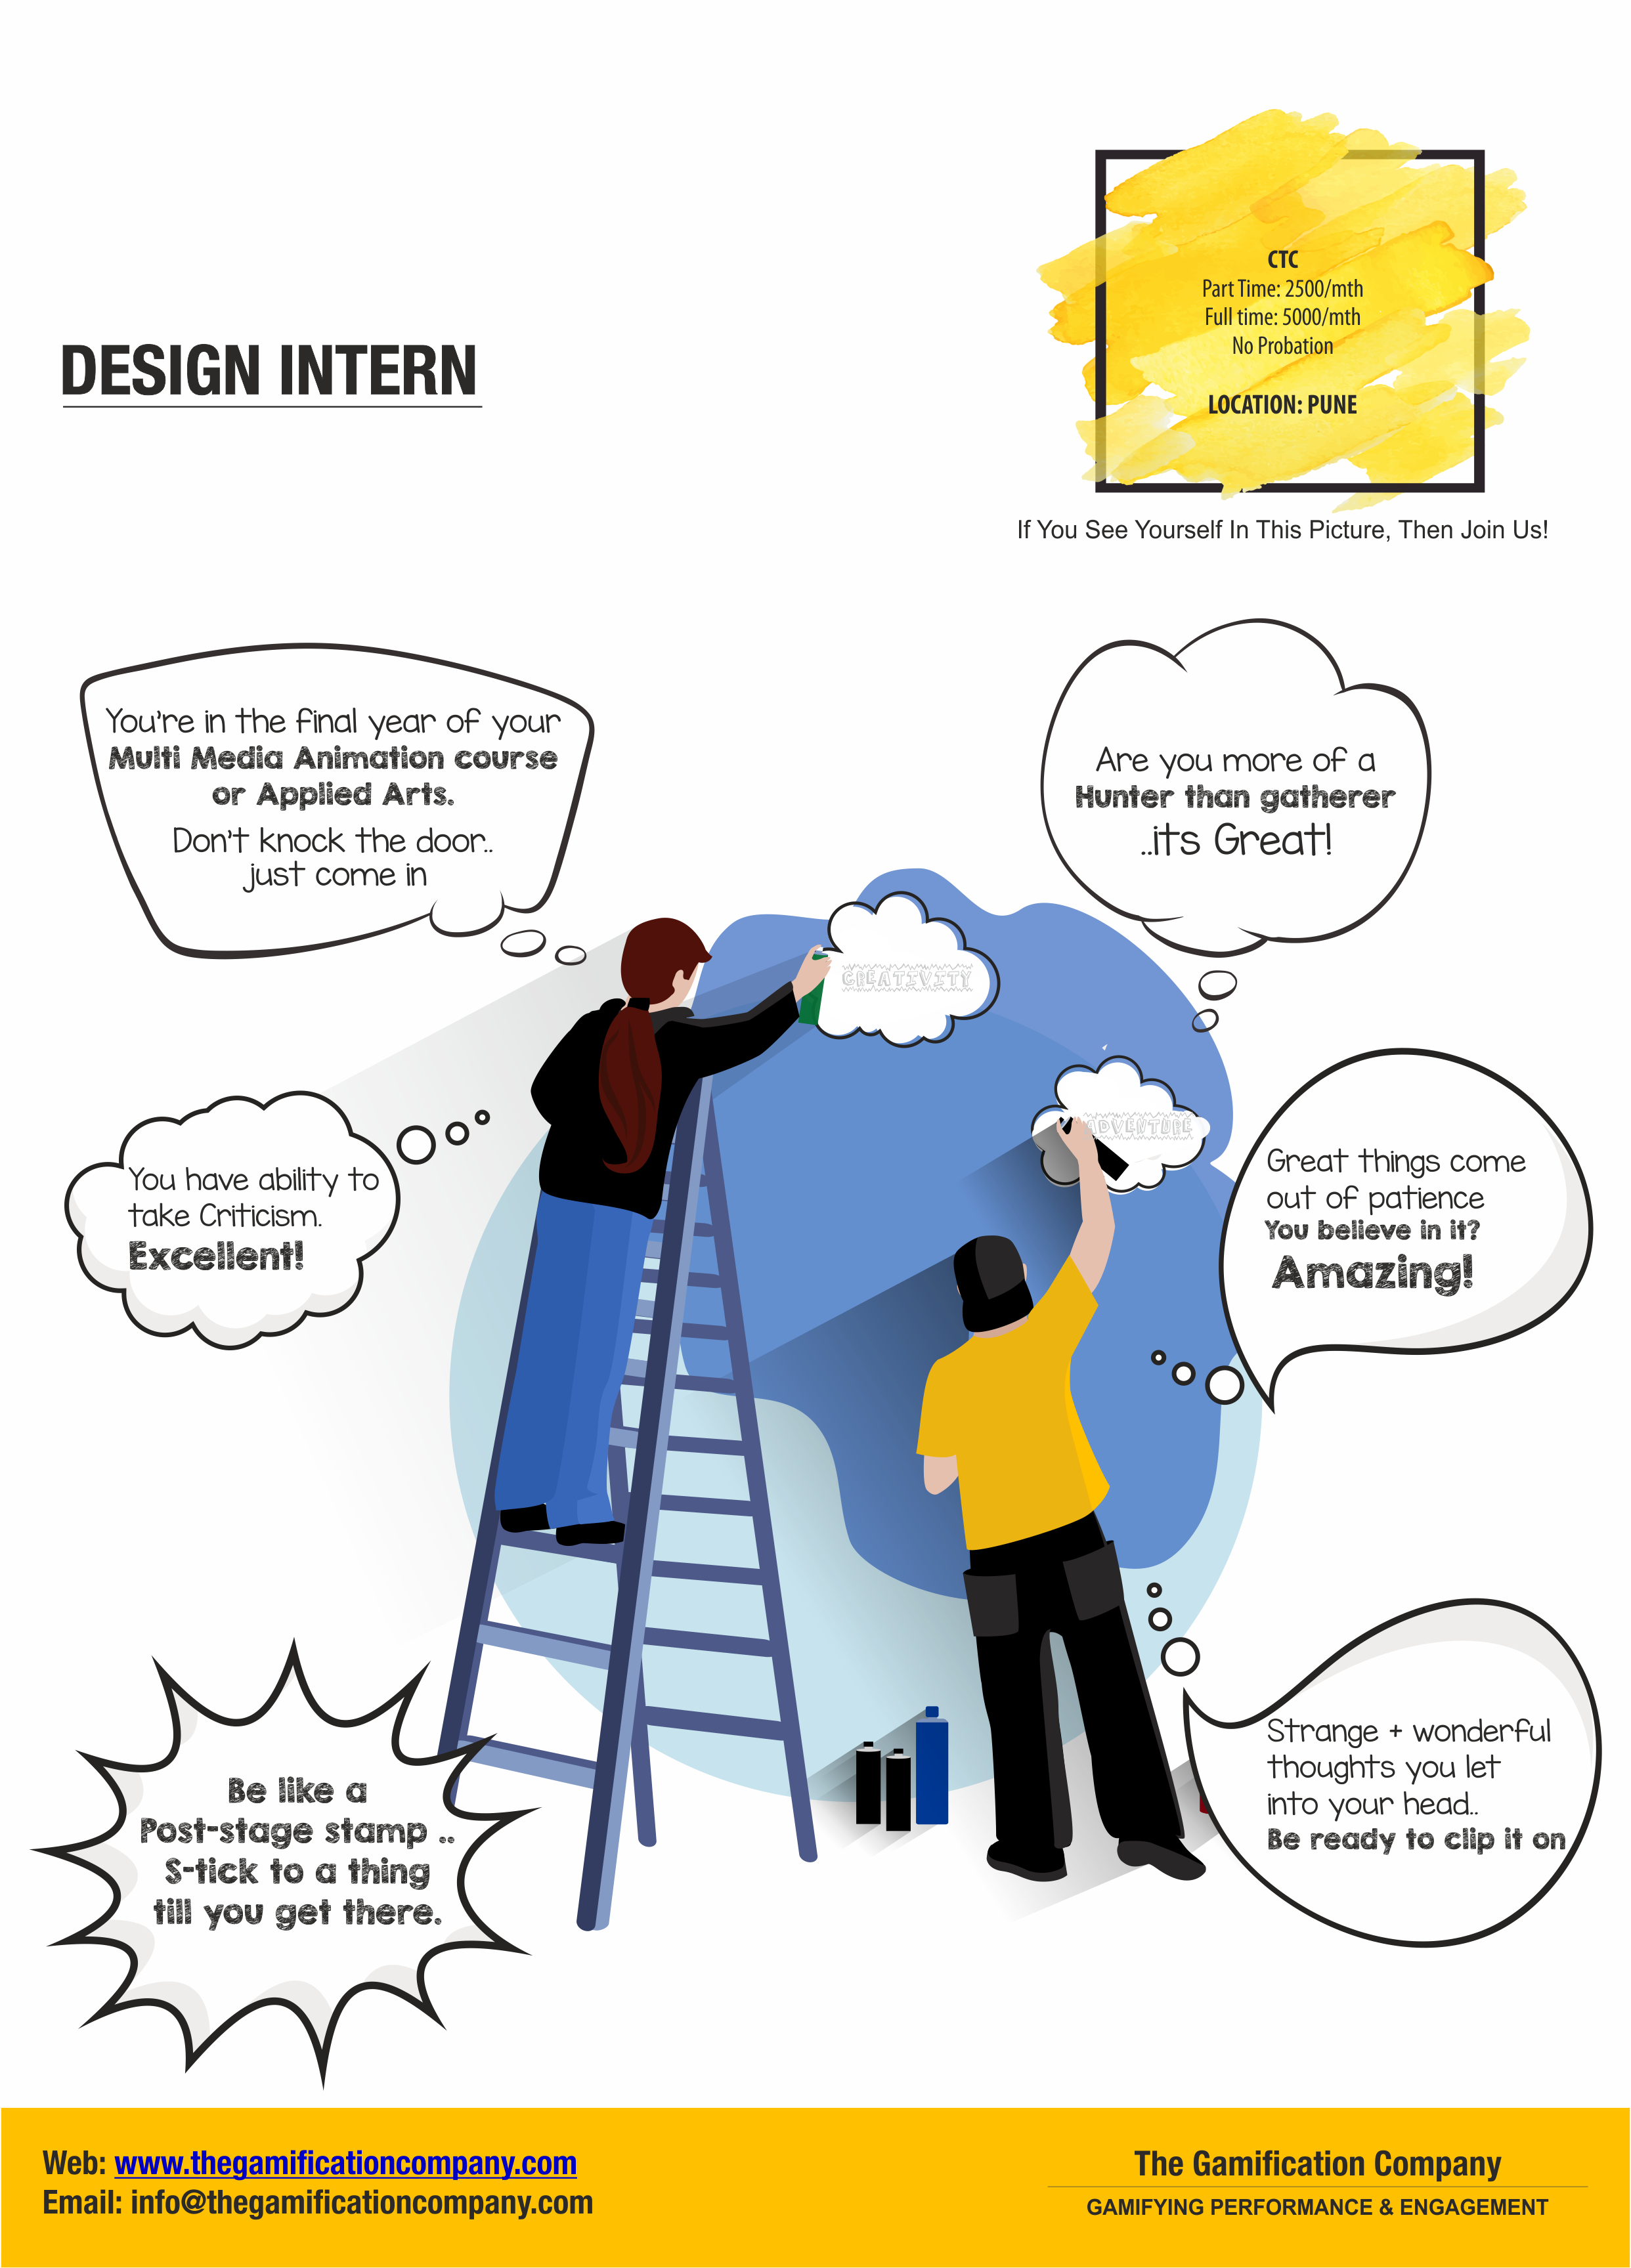 DESIGN INTERN
CTC
Part Time: 2500/mth
Full time: 5000/mth
No Probation
LOCATION: PUNE
If You See Yourself In This Picture, Then Join Us!
You're in the final year of your
Multi Media Animation course
or Applied Arts.
Don't knock the door..
just come in
Are you more of a
Hunter than gatherer
..its Great!
CREATIVITY
ADVENTURE
You have ability to
take Criticism.
Excellent!
Great things come
out of patience
You believe in it?
Amazing!
Be like a
Post-stage stamp ..
S-tick to a thing
till you get there.
Strange + wonderful
thoughts you let
into your head..
Be ready to clip it on
Web: www.thegamificationcompany.com
Email: info@thegamificationcompany.com
The Gamification Company
GAMIFYING PERFORMANCE & ENGAGEMENT